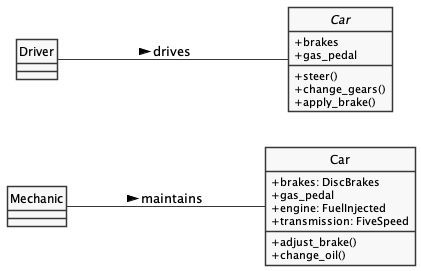 Car
+brakes
+gas_pedal
+steer()
+change_gears()
+apply_brake()
Driver
drives
Car
+brakes: DiscBrakes
+gas_pedal
+engine: FuelInjected
+transmission: FiveSpeed
+adjust_brake()
+change_oil()
Mechanic
maintains